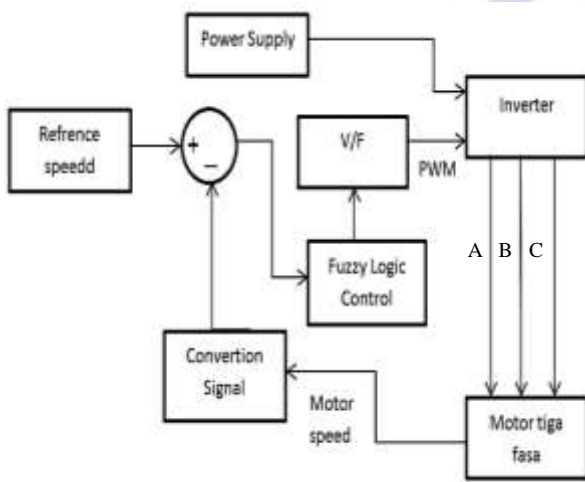 Power Supply
Inverter
Refrence
speedd
+
−
V/F
PWM
A B C
Fuzzy Logic
Control
Convertion
Signal
Motor
speed
Motor tiga
fasa